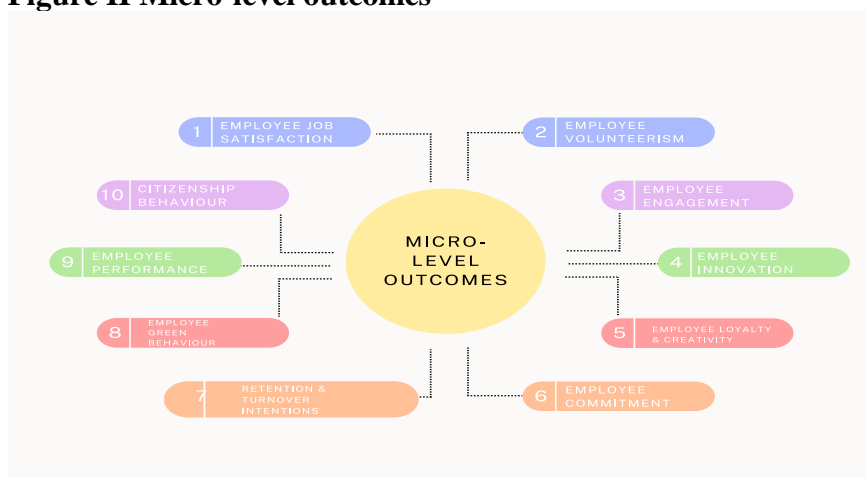 Figure II Micro-level outcomes
1 EMPLOYEE JOB
SATISFACTION
2 EMPLOYEE
VOLUNTEERISM
10 CITIZENSHIP
BEHAVIOUR
3 EMPLOYEE
ENGAGEMENT
MICRO-
LEVEL
OUTCOMES
9 EMPLOYEE
PERFORMANCE
4 EMPLOYEE
INNOVATION
8 EMPLOYEE
GREEN
BEHAVIOUR
5 EMPLOYEE LOYALTY
& CREATIVITY
7 RETENTION &
TURNOVER
INTENTIONS
6 EMPLOYEE
COMMITMENT